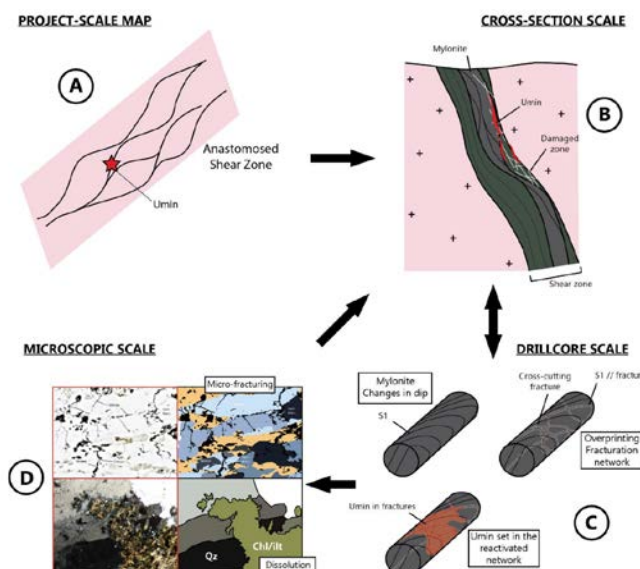 PROJECT-SCALE MAP
CROSS-SECTION SCALE
A
Anastomosed
Shear Zone
Umin
Mylonite
Umin
B
Damaged
zone
Shear zone
MICROSCOPIC SCALE
DRILLCORE SCALE
Micro-fracturing
D
Qz
Chl/ilt
Dissolution
Mylonite
Changes in dip
S1
Cross-cutting
fracture
S1 // fracture
Overprinting
Fracturation
network
Umin in fractures
Umin set in the
reactivated network
C